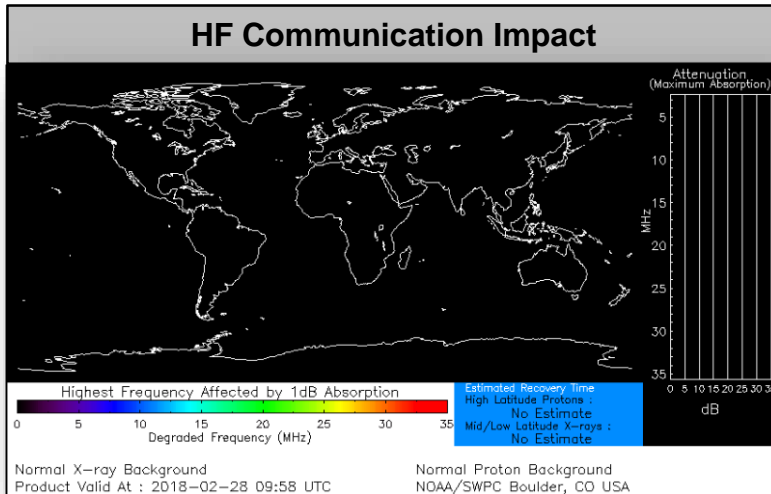 HF Communication Impact
Attenuation
(Maximum Absorption)
5
10
15
20
25
30
35
MHz
0 5 10 15 20 25 30 3
dB
Highest Frequency Affected by 1dB Absorption
0 5 10 15 20 25 30 35
Degraded Frequency (MHz)
Estimated Recovery Time
High Latitude Protons :
No Estimate
Mid/Low Latitude X-rays :
No Estimate
Normal X-ray Background
Product Valid At : 2018-02-28 09:58 UTC
Normal Proton Background
NOAA/SWPC Boulder, CO USA